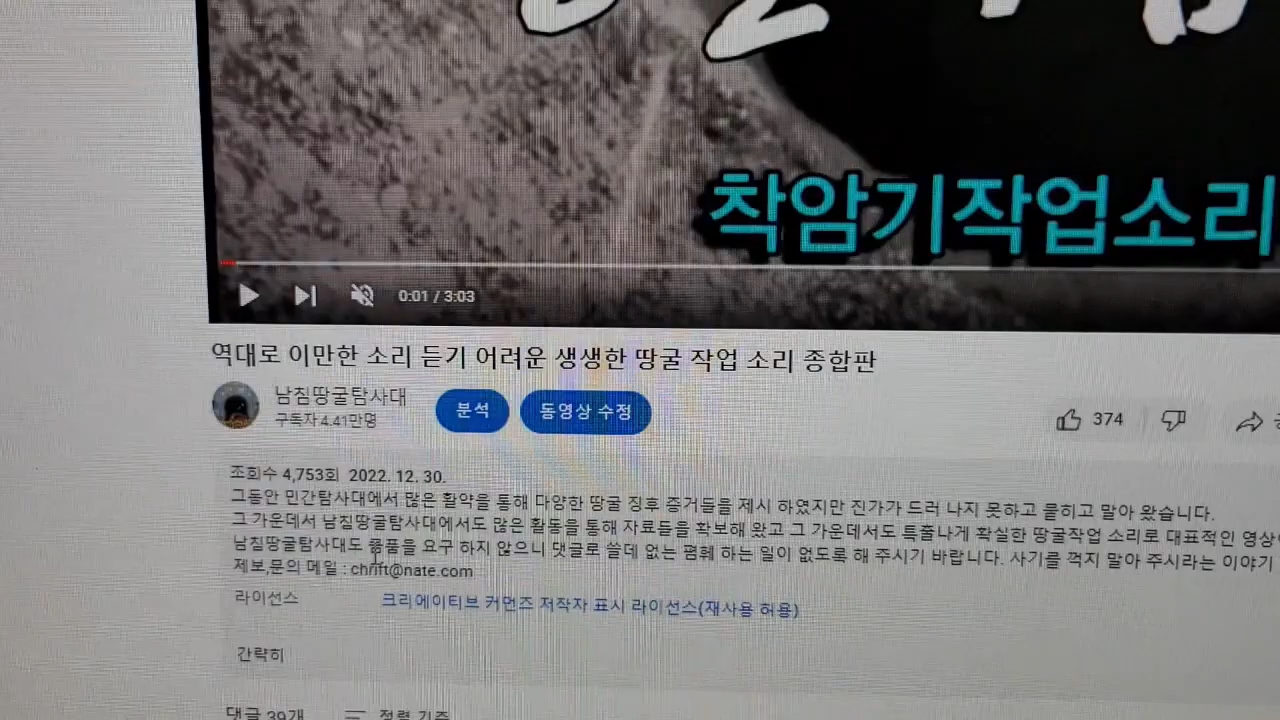 착암기작업소리
0:01 / 3:03
역대로 이만한 소리 듣기 어려운 생생한 땅굴 작업 소리 종합판
남침땅굴탐사대
구독자 4.41만명
분석
동영상 수정
374
조회수 4,753회 2022. 12. 30.
그동안 민간탐사대에서 많은 활약을 통해 다양한 땅굴 징후 증거들을 제시 하였지만 진가가 드러 나지 못하고 묻히고 말아 왔습니다.
그 가운데서 남침땅굴탐사대에서도 많은 활동을 통해 자료들을 확보해 왔고 그 가운데서도 특출나게 확실한 땅굴작업 소리로 대표적인 영상
남침땅굴탐사대도 금품을 요구 하지 않으니 댓글로 쓸데 없는 폄훼 하는 일이 없도록 해 주시기 바랍니다. 사기를 꺾지 말아 주시라는 이야기
제보,문의 메일 : chrift@nate.com
라이선스
크리에이티브 커먼즈 저작자 표시 라이선스(재사용 허용)
간략히
댓글 39개
정렬 기준